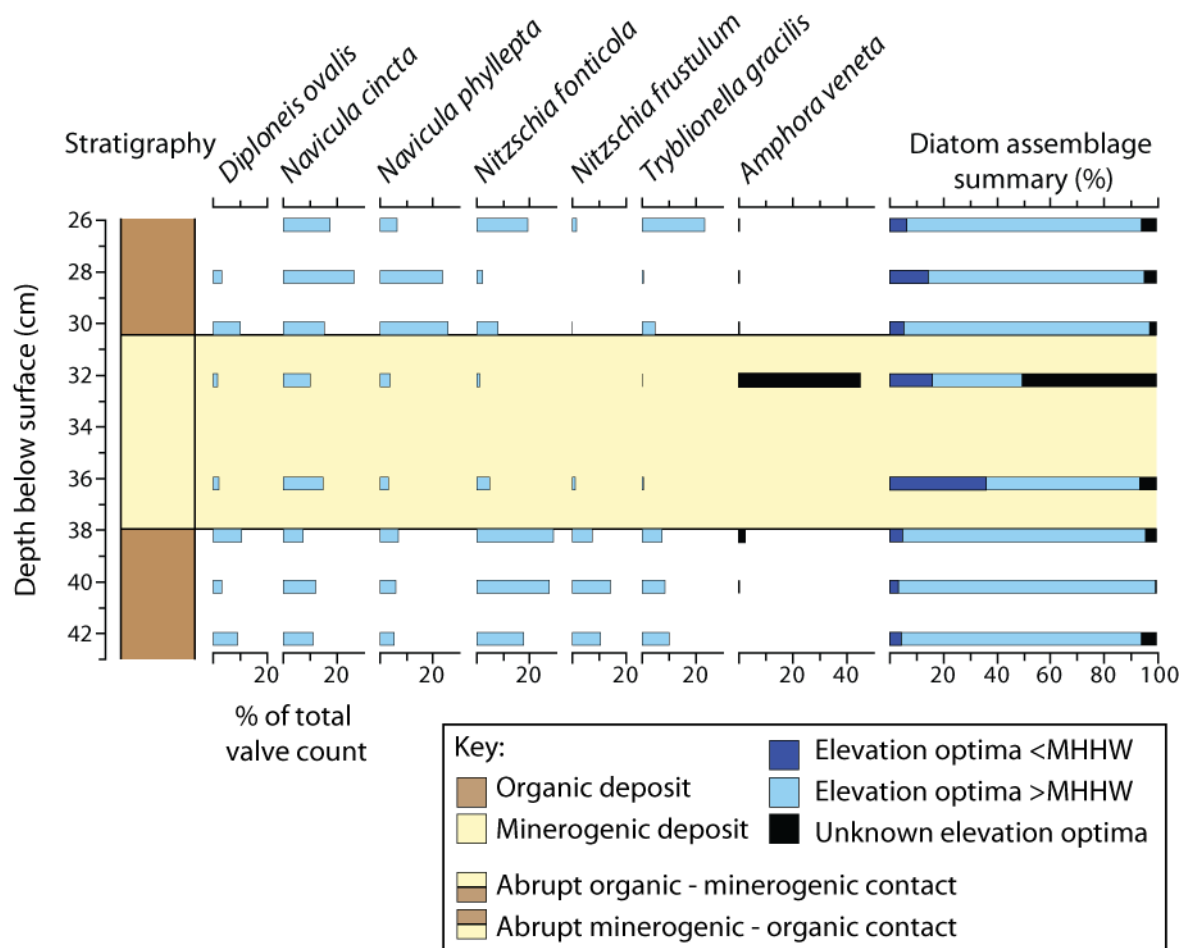 Stratigraphy
Diploneis ovalis
Navicula cincta
Navicula phyllepta
Nitzschia fonticola
Nitzschia frustulum
Tryblionella gracilis
Amphora veneta
Diatom assemblage
summary (%)
Depth below surface (cm)
26
28
30
32
34
36
38
40
42
20
20
20
20
20
20
20 40
20 40 60 80 100
% of total
valve count
Key:
Organic deposit
Minerogenic deposit
Abrupt organic - minerogenic contact
Abrupt minerogenic - organic contact
Elevation optima <MHHW
Elevation optima >MHHW
Unknown elevation optima